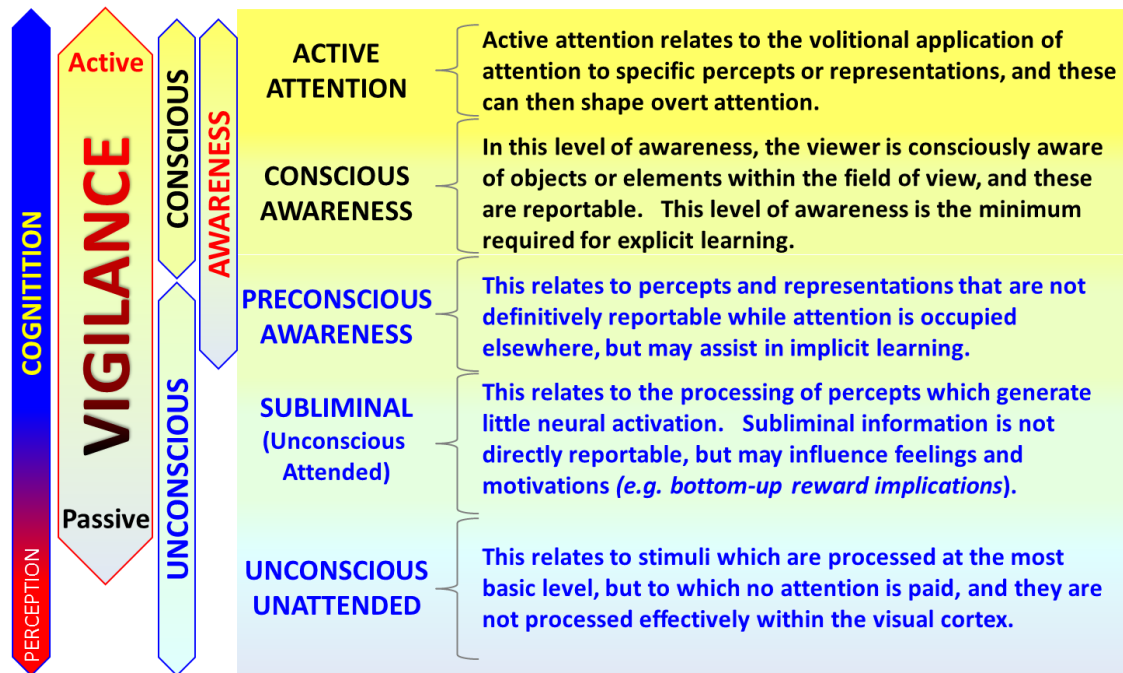 COGNITITION
PERCEPTION
Active
VIGILANCE
Passive
CONSCIOUS
UNCONSCIOUS
AWARENESS
ACTIVE
ATTENTION
Active attention relates to the volitional application of
attention to specific percepts or representations, and these
can then shape overt attention.
CONSCIOUS
AWARENESS
In this level of awareness, the viewer is consciously aware
of objects or elements within the field of view, and these
are reportable. This level of awareness is the minimum
required for explicit learning.
PRECONSCIOUS
AWARENESS
This relates to percepts and representations that are not
definitively reportable while attention is occupied
elsewhere, but may assist in implicit learning.
SUBLIMINAL
(Unconscious
Attended)
This relates to the processing of percepts which generate
little neural activation. Subliminal information is not
directly reportable, but may influence feelings and
motivations (e.g. bottom-up reward implications).
UNCONSCIOUS
UNATTENDED
This relates to stimuli which are processed at the most
basic level, but to which no attention is paid, and they are
not processed effectively within the visual cortex.